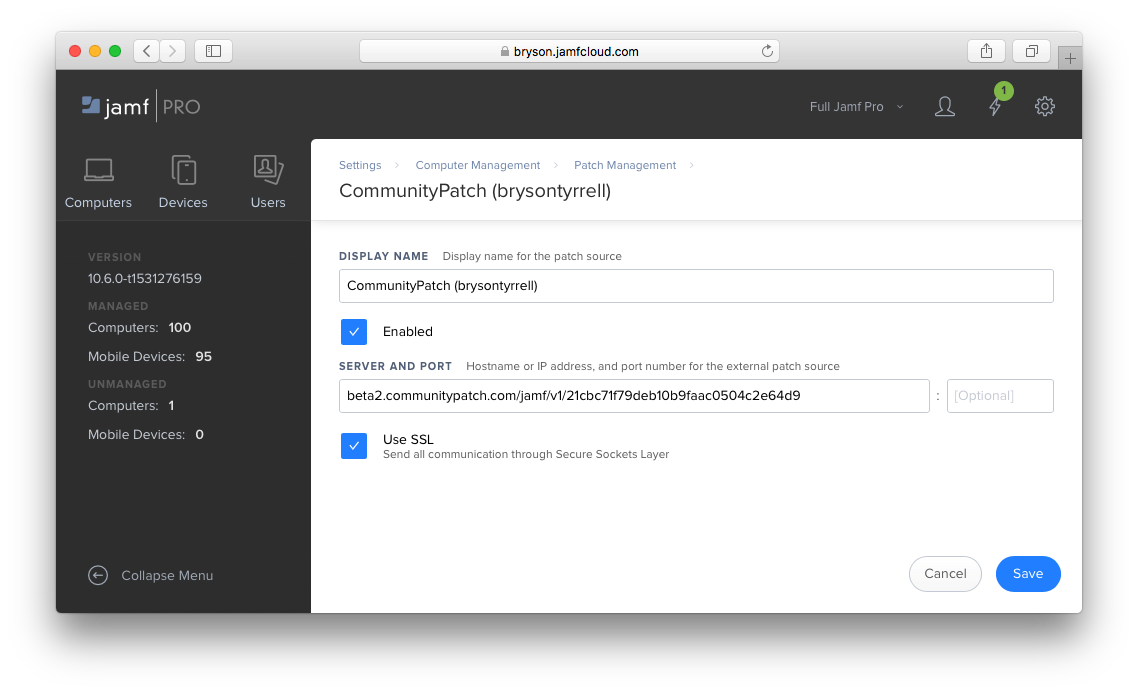 bryson.jamfcloud.com
jamf PRO
Full Jamf Pro
1
Computers
Devices
Users
VERSION
10.6.0-t1531276159
MANAGED
Computers: 100
Mobile Devices: 95
UNMANAGED
Computers: 1
Mobile Devices: 0
Collapse Menu
Settings > Computer Management > Patch Management >
CommunityPatch (brysontyrrell)
DISPLAY NAME Display name for the patch source
CommunityPatch (brysontyrrell)
Enabled
SERVER AND PORT Hostname or IP address, and port number for the external patch source
beta2.communitypatch.com/jamf/v1/21cbc71f79deb10b9faac0504c2e64d9 : [Optional]
Use SSL
Send all communication through Secure Sockets Layer
Cancel
Save